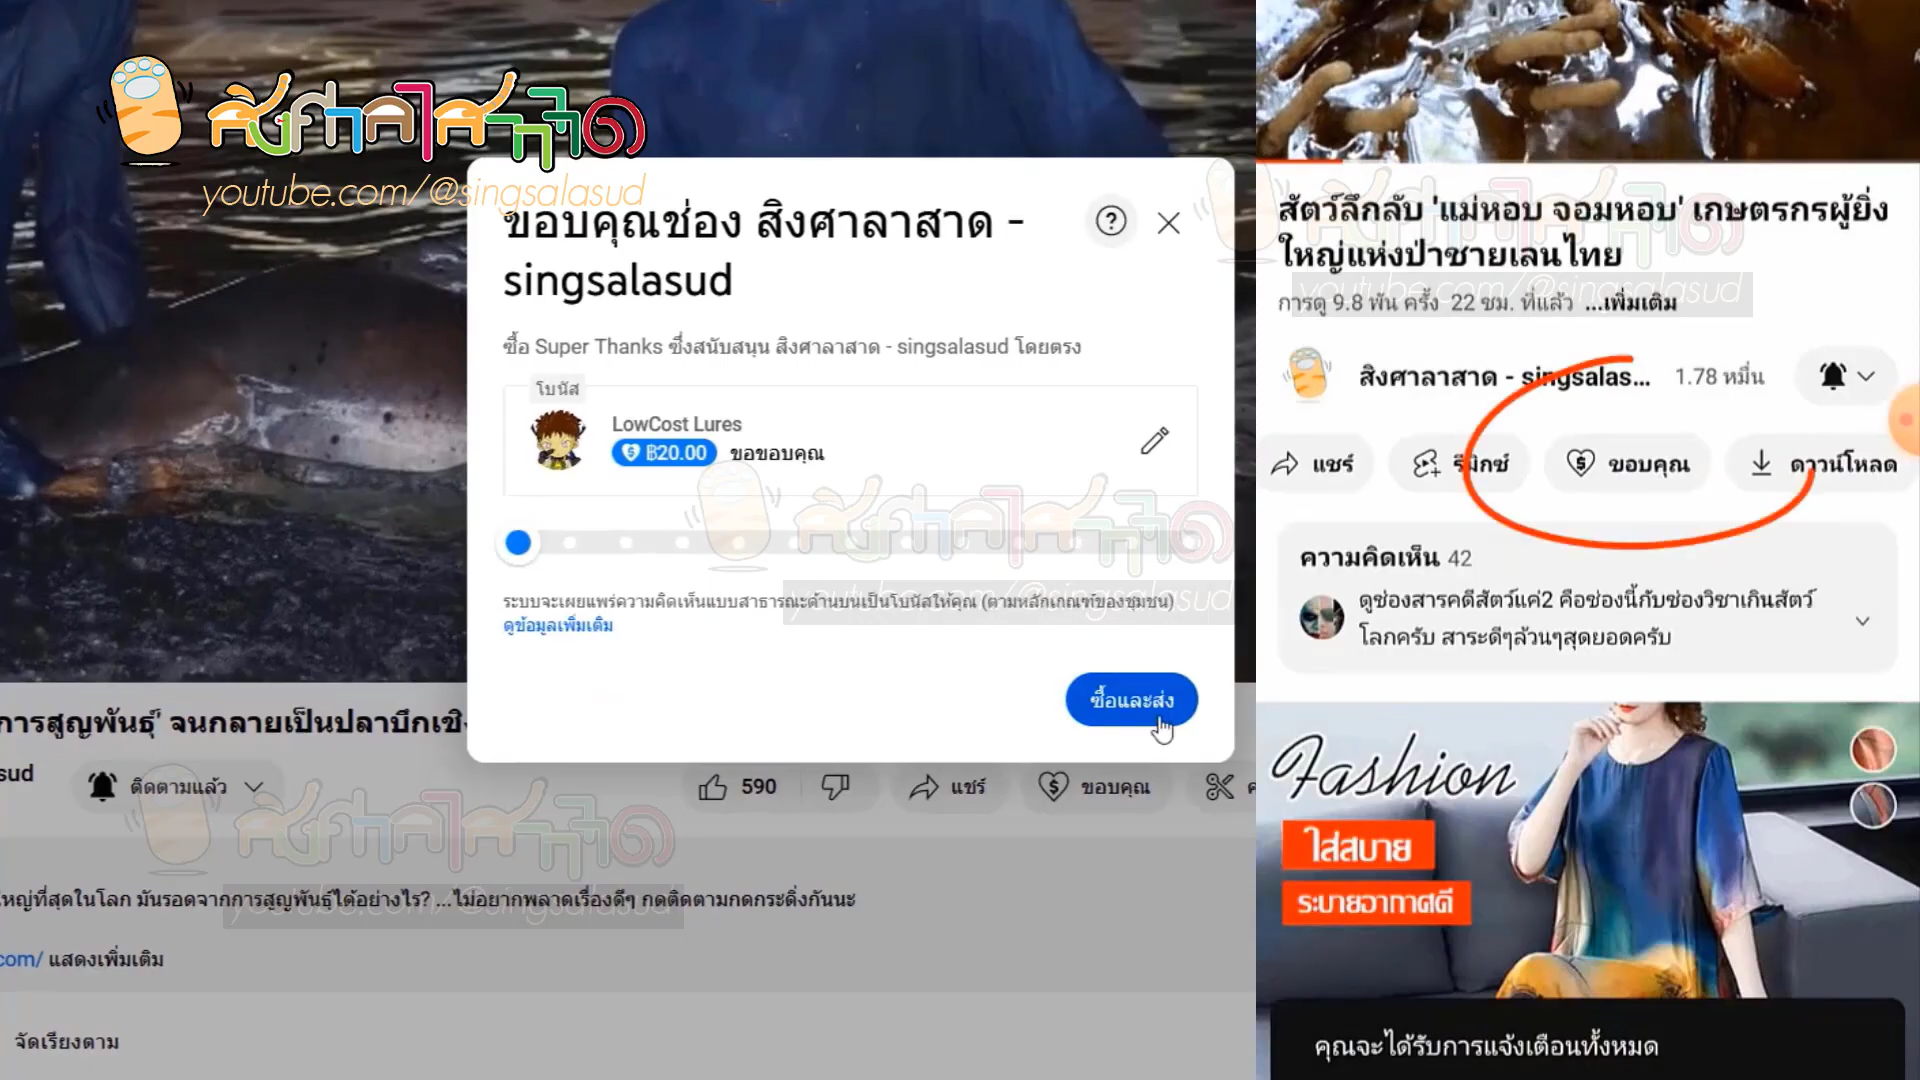 สิงศาลาสาด
youtube.com/@singsalasud
ขอบคุณช่อง สิงศาลาสาด -
singsalasud
ซื้อ Super Thanks ซึ่งสนับสนุน สิงศาลาสาด - singsalasud โดยตรง
โบนัส
LowCost Lures
฿20.00 ขอขอบคุณ
ระบบจะเผยแพร่ความคิดเห็นแบบสาธารณะด้านบนเป็นโบนัสให้คุณ (ตามหลักเกณฑ์ของชุมชน)
ดูข้อมูลเพิ่มเติม
ซื้อและส่ง
การสูญพันธุ์' จนกลายเป็นปลาบึกเชิง
sud
ติดตามแล้ว
590
แชร์
ขอบคุณ
หญ่ที่สุดในโลก มันรอดจากการสูญพันธุ์ได้อย่างไร? ...ไม่อยากพลาดเรื่องดีๆ กดติดตามกดกระดิ่งกันนะ
com/ แสดงเพิ่มเติม
จัดเรียงตาม
สัตว์ลึกลับ 'แม่หอบ จอมหอบ' เกษตรกรผู้ยิ่ง
ใหญ่แห่งป่าชายเลนไทย
การดู 9.8 พัน ครั้ง 22 ชม. ที่แล้ว ...เพิ่มเติม
สิงศาลาสาด - singsalas... 1.78 หมื่น
แชร์
รีมิกซ์
ขอบคุณ
ดาวน์โหลด
ความคิดเห็น 42
ดูช่องสารคดีสัตว์แค่2 คือช่องนี้กับช่องวิชาเกินสัตว์
โลกครับ สาระดีๆล้วนๆสุดยอดครับ
Fashion
ใส่สบาย
ระบายอากาศดี
คุณจะได้รับการแจ้งเตือนทั้งหมด